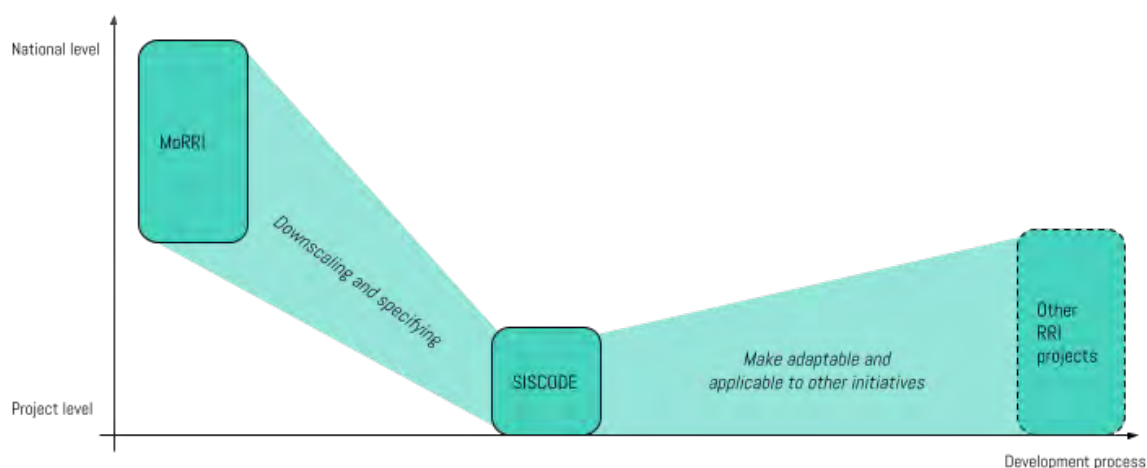 National level
MoRRI
Downscaling and specifying
Other
RRI
projects
SISCODE
Make adaptable and
applicable to other initiatives
Project level
Development process